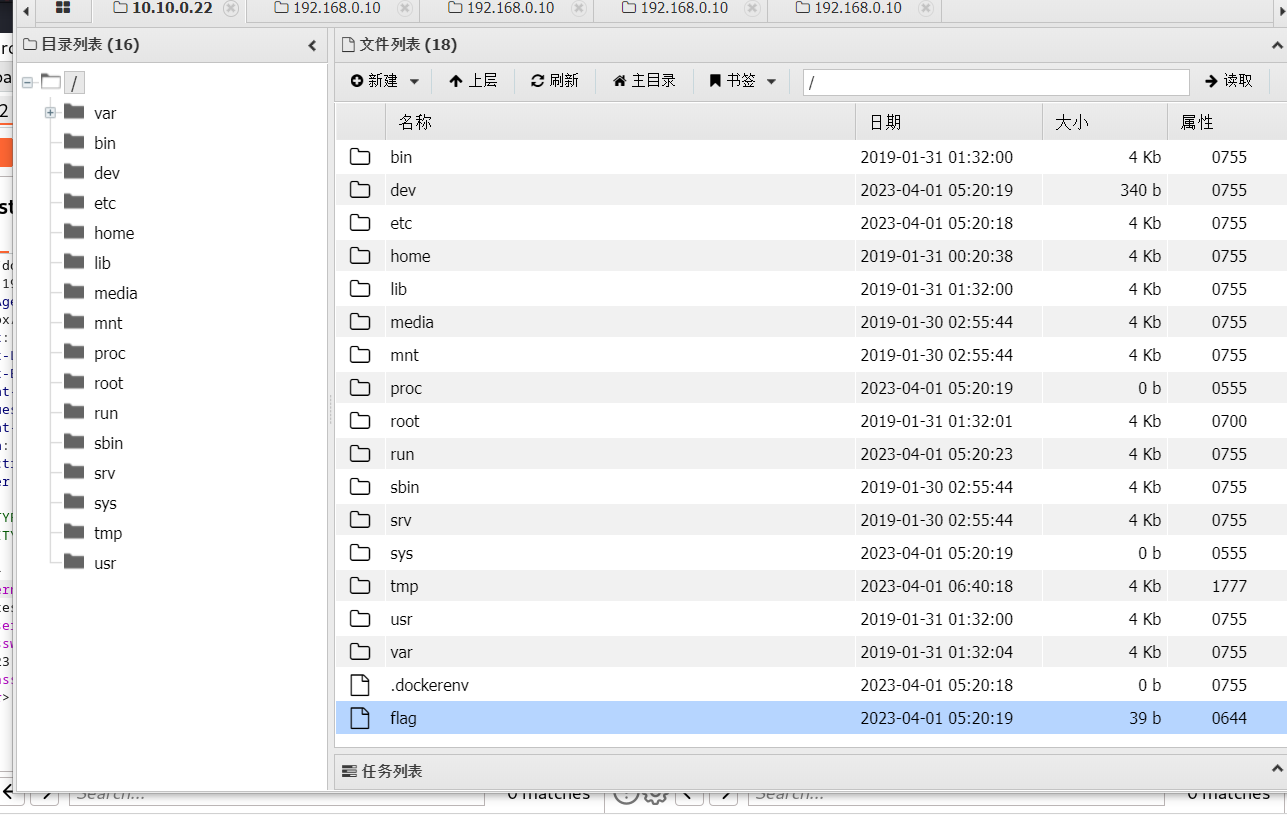 10.10.0.22 192.168.0.10 192.168.0.10 192.168.0.10 192.168.0.10
目录列表 (16)
/
var
bin
dev
etc
home
lib
media
mnt
proc
root
run
sbin
srv
sys
tmp
usr
文件列表 (18)
新建 上层 刷新 主目录 书签 / 读取
名称 日期 大小 属性
bin 2019-01-31 01:32:00 4 Kb 0755
dev 2023-04-01 05:20:19 340 b 0755
etc 2023-04-01 05:20:18 4 Kb 0755
home 2019-01-31 00:20:38 4 Kb 0755
lib 2019-01-31 01:32:00 4 Kb 0755
media 2019-01-30 02:55:44 4 Kb 0755
mnt 2019-01-30 02:55:44 4 Kb 0755
proc 2023-04-01 05:20:19 0 b 0555
root 2019-01-31 01:32:01 4 Kb 0700
run 2023-04-01 05:20:23 4 Kb 0755
sbin 2019-01-30 02:55:44 4 Kb 0755
srv 2019-01-30 02:55:44 4 Kb 0755
sys 2023-04-01 05:20:19 0 b 0555
tmp 2023-04-01 06:40:18 4 Kb 1777
usr 2019-01-31 01:32:00 4 Kb 0755
var 2019-01-31 01:32:04 4 Kb 0755
.dockerenv 2023-04-01 05:20:18 0 b 0755
flag 2023-04-01 05:20:19 39 b 0644
任务列表
Search... 0 matches Search... 0 matches